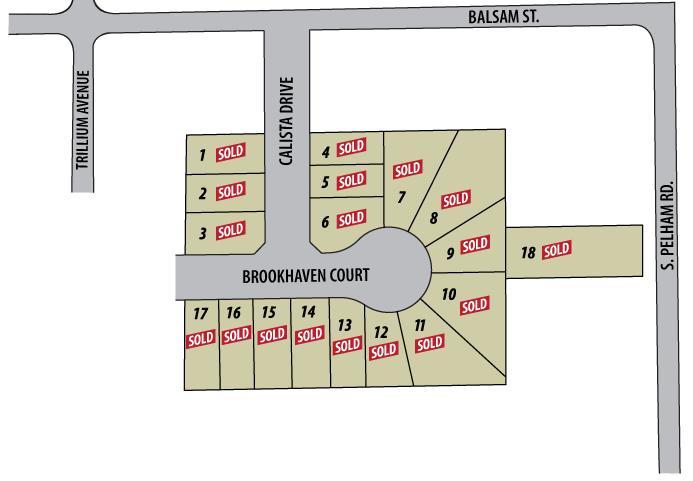 BALSAM ST.
TRILLIUM AVENUE
CALISTA DRIVE
S. PELHAM RD.
1 SOLD
2 SOLD
3 SOLD
4 SOLD
5 SOLD
6 SOLD
SOLD
7
SOLD
8
9 SOLD
18 SOLD
BROOKHAVEN COURT
10
SOLD
17
SOLD
16
SOLD
15
SOLD
14
SOLD
13
SOLD
12
SOLD
11
SOLD